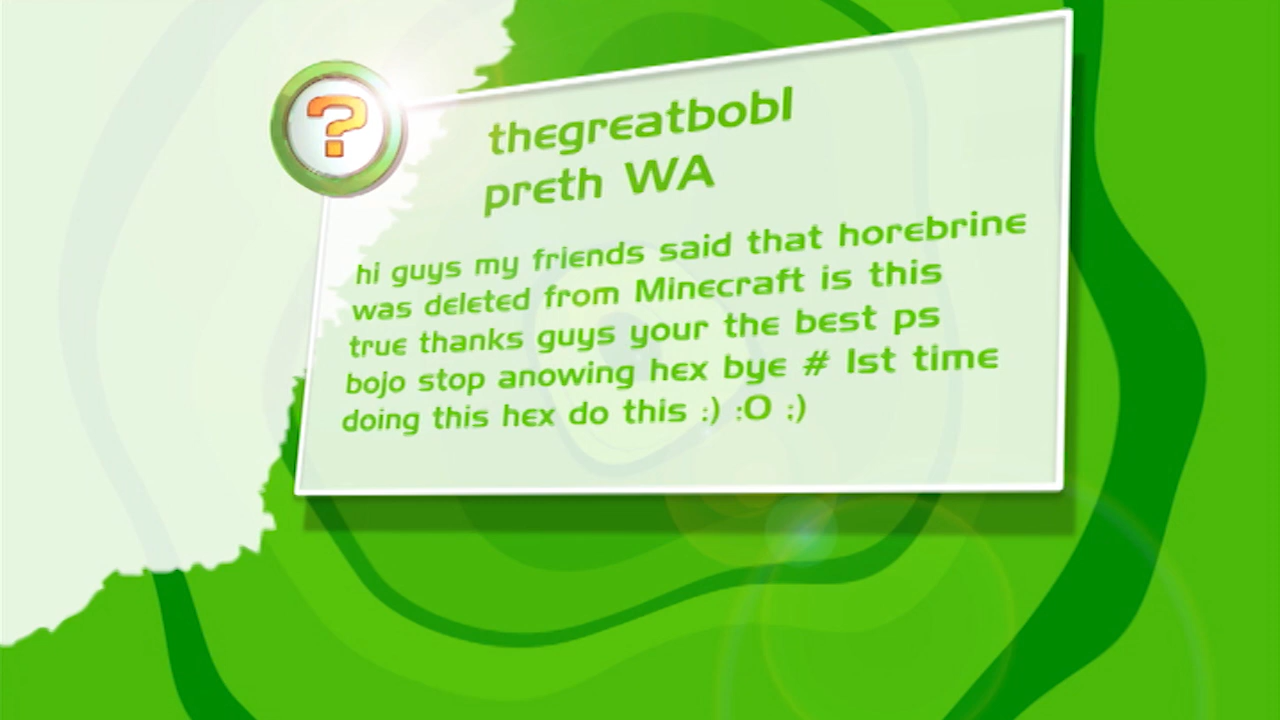 ?
thegreatbobl
preth WA
hi guys my friends said that horebrine
was deleted from Minecraft is this
true thanks guys your the best ps
bojo stop anowing hex bye # 1st time
doing this hex do this :) :O ;)